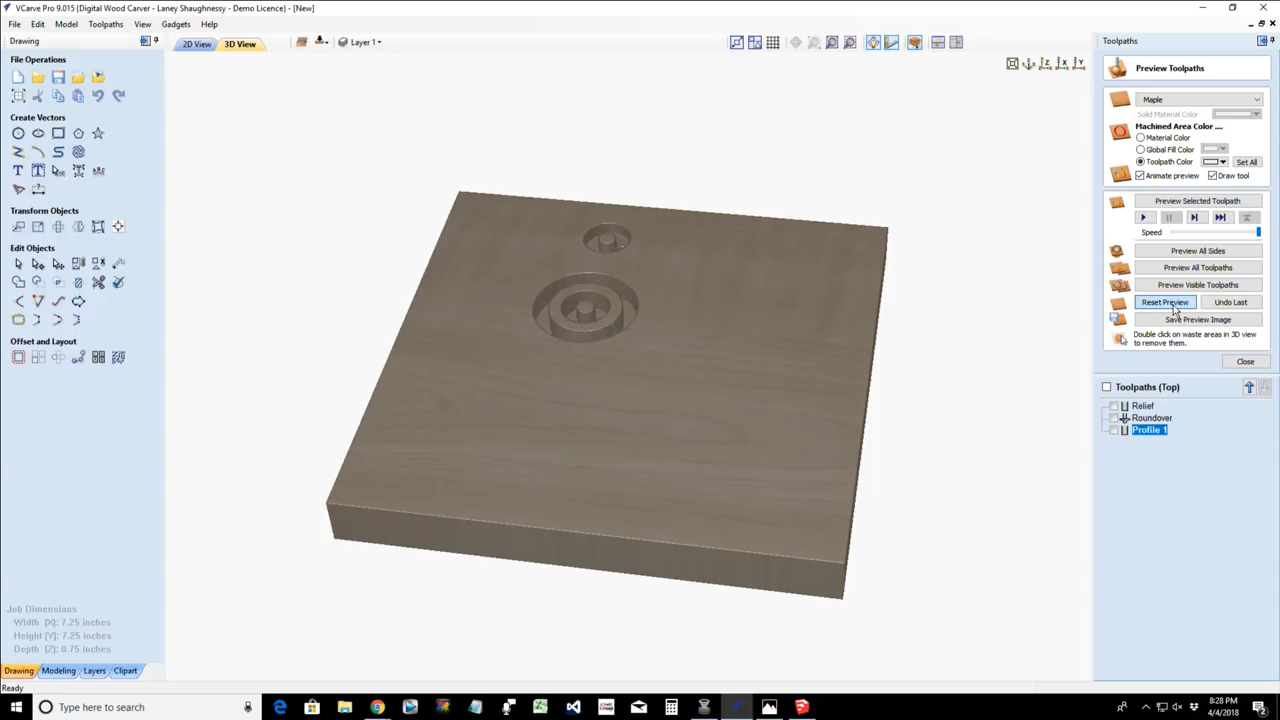 VCarve Pro 9.015 (Digital Wood Carver - Laney Shaughnessy - Demo Licence) - [New]
File Edit Model Toolpaths View Gadgets Help
Drawing
2D View 3D View Layer 1
Toolpaths
File Operations
Create Vectors
T T
Transform Objects
Edit Objects
Offset and Layout
Job Dimensions
Width (X): 7.25 inches
Height (Y): 7.25 inches
Depth (Z): 0.75 inches
Drawing Modeling Layers Clipart
Ready
Z X Y
Preview Toolpaths
Maple
Solid Material Color
Machined Area Color ....
Material Color
Global Fill Color
Toolpath Color Set All
Animate preview Draw tool
Preview Selected Toolpath
Speed
Preview All Sides
Preview All Toolpaths
Preview Visible Toolpaths
Reset Preview Undo Last
Save Preview Image
Double click on waste areas in 3D view
to remove them.
Close
Toolpaths (Top)
Relief
Roundover
Profile 1
Type here to search
8:28 PM
4/4/2018